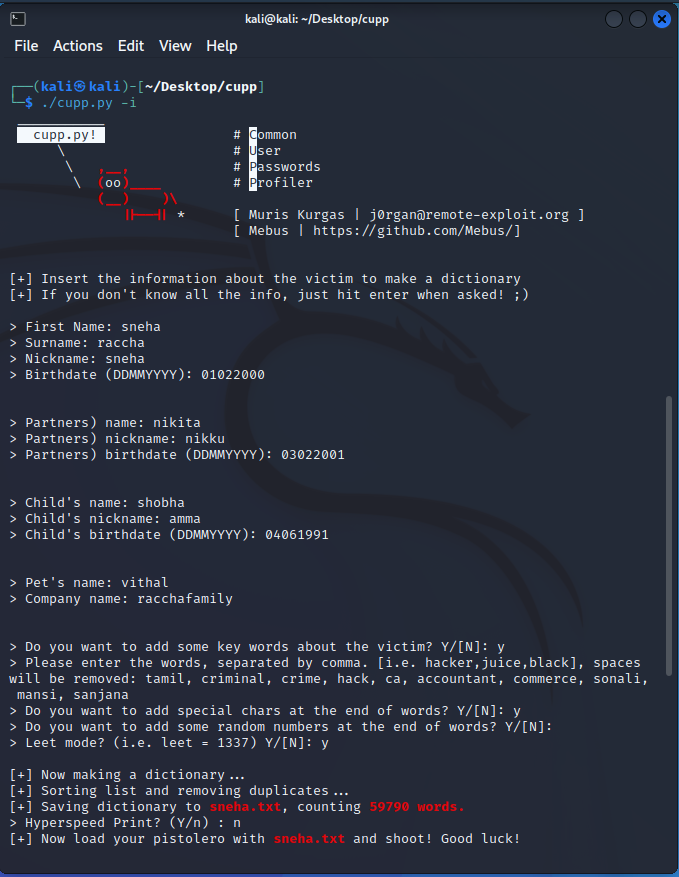 kali@kali: ~/Desktop/cupp
File Actions Edit View Help
┌──(kali㉿kali)-[~/Desktop/cupp]
└─$ ./cupp.py -i
cupp.py! # Common
\ # User
\ ,__, # Passwords
\ (oo)____ # Profiler
(__) )\
||--|| * [ Muris Kurgas | j0rgan@remote-exploit.org ]
[ Mebus | https://github.com/Mebus/]
[+] Insert the information about the victim to make a dictionary
[+] If you don't know all the info, just hit enter when asked! ;)
> First Name: sneha
> Surname: raccha
> Nickname: sneha
> Birthdate (DDMMYYYY): 01022000
> Partners) name: nikita
> Partners) nickname: nikku
> Partners) birthdate (DDMMYYYY): 03022001
> Child's name: shobha
> Child's nickname: amma
> Child's birthdate (DDMMYYYY): 04061991
> Pet's name: vithal
> Company name: racchafamily
> Do you want to add some key words about the victim? Y/[N]: y
> Please enter the words, separated by comma. [i.e. hacker,juice,black], spaces
will be removed: tamil, criminal, crime, hack, ca, accountant, commerce, sonali,
mansi, sanjana
> Do you want to add special chars at the end of words? Y/[N]: y
> Do you want to add some random numbers at the end of words? Y/[N]:
> Leet mode? (i.e. leet = 1337) Y/[N]: y
[+] Now making a dictionary...
[+] Sorting list and removing duplicates...
[+] Saving dictionary to sneha.txt, counting 59790 words.
> Hyperspeed Print? (Y/n) : n
[+] Now load your pistolero with sneha.txt and shoot! Good luck!